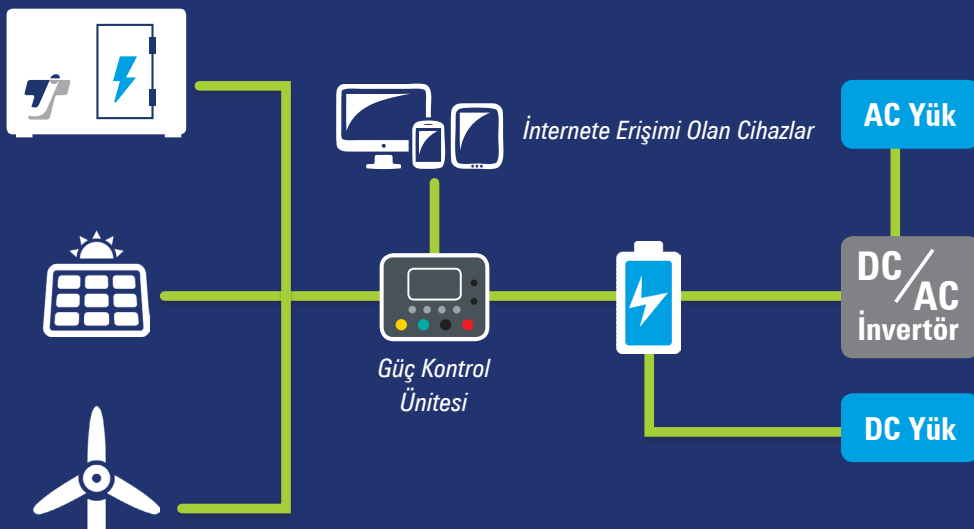 İnternete Erişimi Olan Cihazlar
AC Yük
DC/AC
İnvertör
Güç Kontrol
Ünitesi
DC Yük